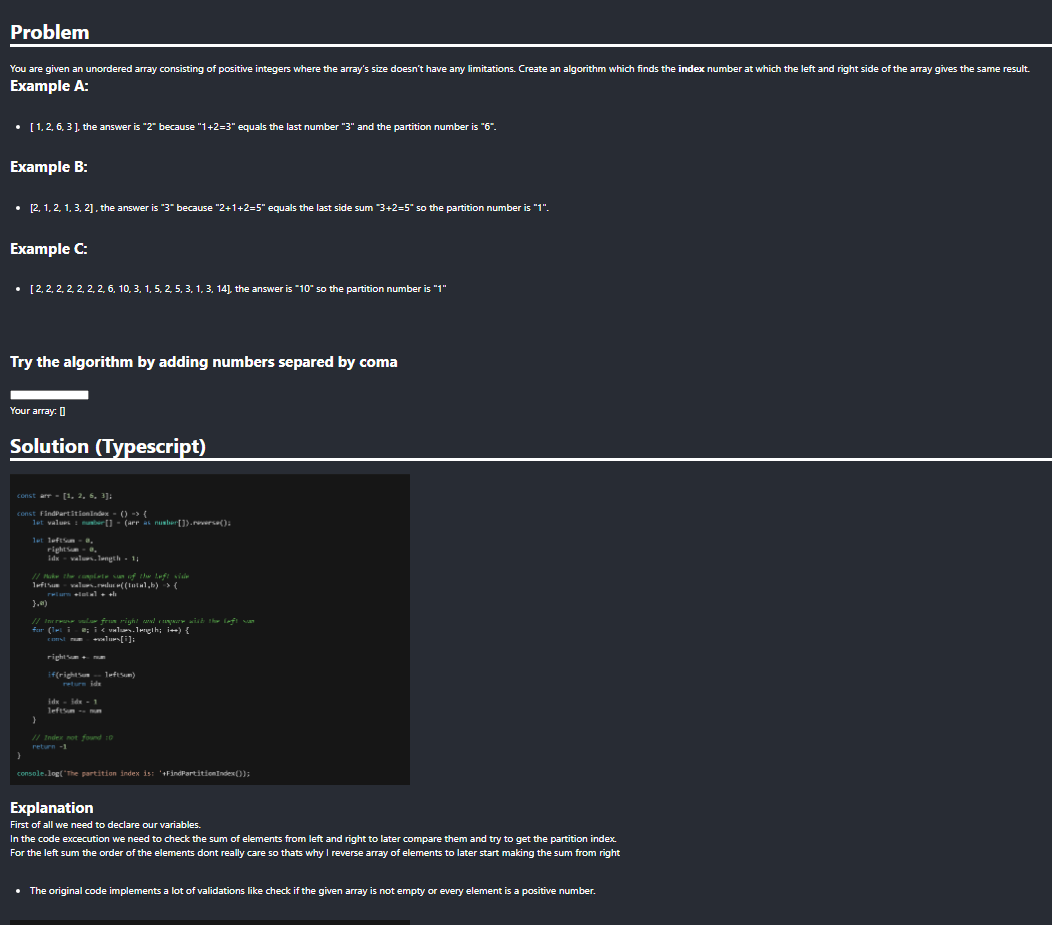 Problem
You are given an unordered array consisting of positive integers where the array's size doesn't have any limitations. Create an algorithm which finds the index number at which the left and right side of the array gives the same result.
Example A:
• [ 1, 2, 6, 3 ], the answer is "2" because "1+2=3" equals the last number "3" and the partition number is "6".
Example B:
• [2, 1, 2, 1, 3, 2] , the answer is "3" because "2+1+2=5" equals the last side sum "3+2=5" so the partition number is "1".
Example C:
• [ 2, 2, 2, 2, 2, 2, 2, 6, 10, 3, 1, 5, 2, 5, 3, 1, 3, 14], the answer is "10" so the partition number is "1"
Try the algorithm by adding numbers separed by coma
Your array: []
Solution (Typescript)
const arr = [1, 2, 6, 3];
const FindPartitionIndex = () => {
let values : number[] = (arr as number[]).reverse();
let leftSum = 0,
rightSum = 0,
idx = values.length - 1;
// Make the complete sum of the left side
leftSum = values.reduce((total,b) => {
return +total + +b
},0)
// Increase value from right and compare with the left sum
for (let i = 0; i < values.length; i++) {
const num = +values[i];
rightSum += num
if(rightSum == leftSum)
return idx
idx = idx - 1
leftSum -= num
}
// Index not found :O
return -1
}
console.log('The partition index is: '+FindPartitionIndex());
Explanation
First of all we need to declare our variables.
In the code excecution we need to check the sum of elements from left and right to later compare them and try to get the partition index.
For the left sum the order of the elements dont really care so thats why I reverse array of elements to later start making the sum from right
• The original code implements a lot of validations like check if the given array is not empty or every element is a positive number.